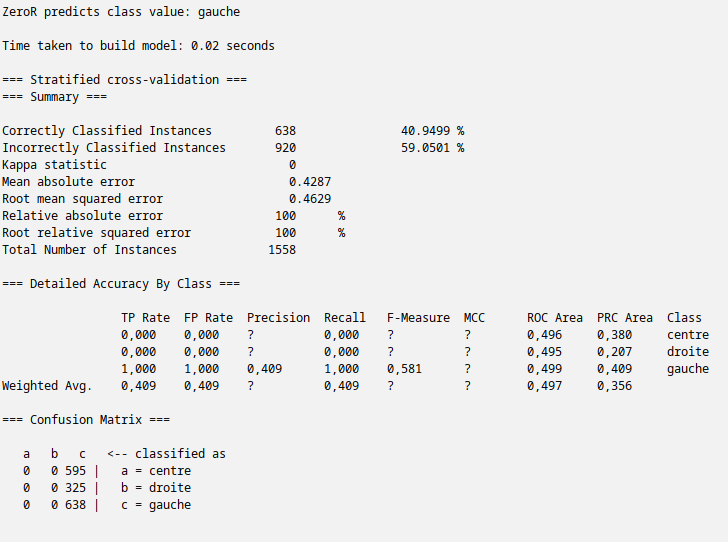 ZeroR predicts class value: gauche
Time taken to build model: 0.02 seconds
=== Stratified cross-validation ===
=== Summary ===
Correctly Classified Instances 638 40.9499 %
Incorrectly Classified Instances 920 59.0501 %
Kappa statistic 0
Mean absolute error 0.4287
Root mean squared error 0.4629
Relative absolute error 100 %
Root relative squared error 100 %
Total Number of Instances 1558
=== Detailed Accuracy By Class ===
TP Rate FP Rate Precision Recall F-Measure MCC ROC Area PRC Area Class
0,000 0,000 ? 0,000 ? ? 0,496 0,380 centre
0,000 0,000 ? 0,000 ? ? 0,495 0,207 droite
1,000 1,000 0,409 1,000 0,581 ? 0,499 0,409 gauche
Weighted Avg. 0,409 0,409 ? 0,409 ? ? 0,497 0,356
=== Confusion Matrix ===
a b c <-- classified as
0 0 595 | a = centre
0 0 325 | b = droite
0 0 638 | c = gauche